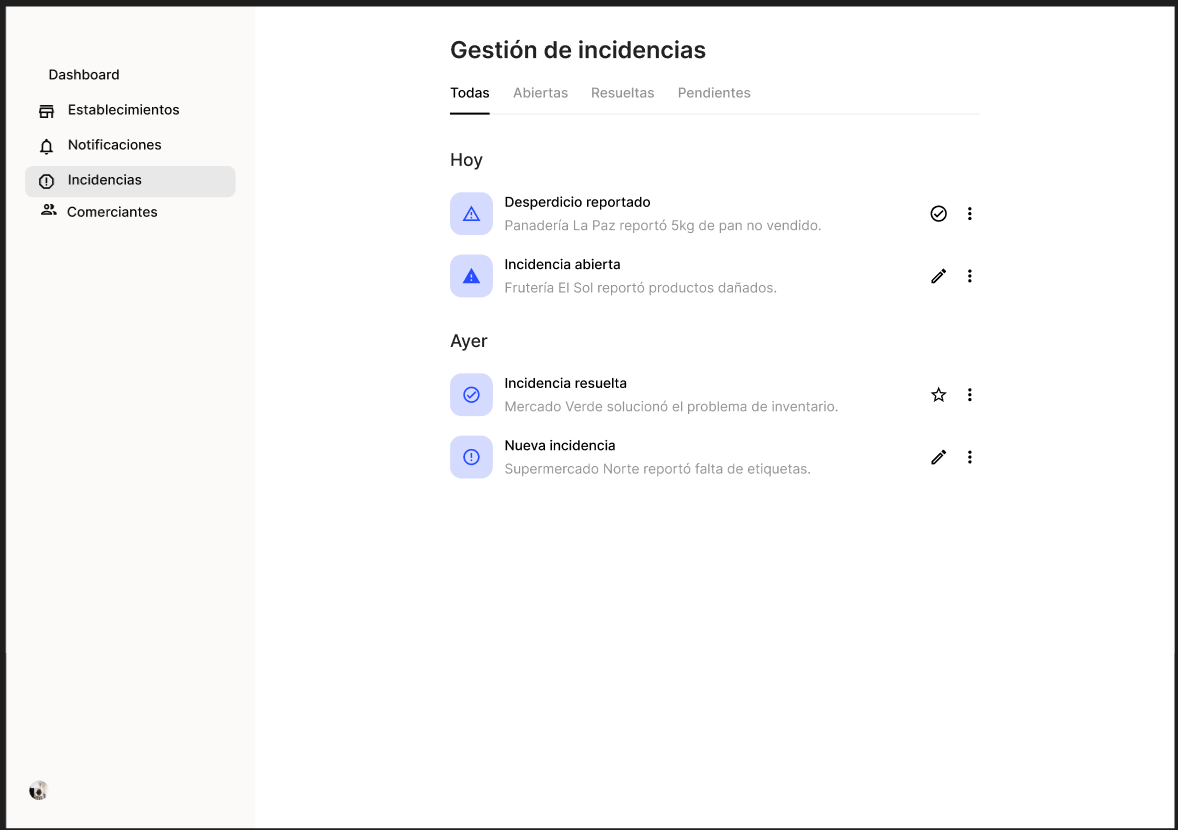 Dashboard
Establecimientos
Notificaciones
Incidencias
Comerciantes
Gestión de incidencias
Todas Abiertas Resueltas Pendientes
Hoy
Desperdicio reportado
Panadería La Paz reportó 5kg de pan no vendido.
Incidencia abierta
Frutería El Sol reportó productos dañados.
Ayer
Incidencia resuelta
Mercado Verde solucionó el problema de inventario.
Nueva incidencia
Supermercado Norte reportó falta de etiquetas.